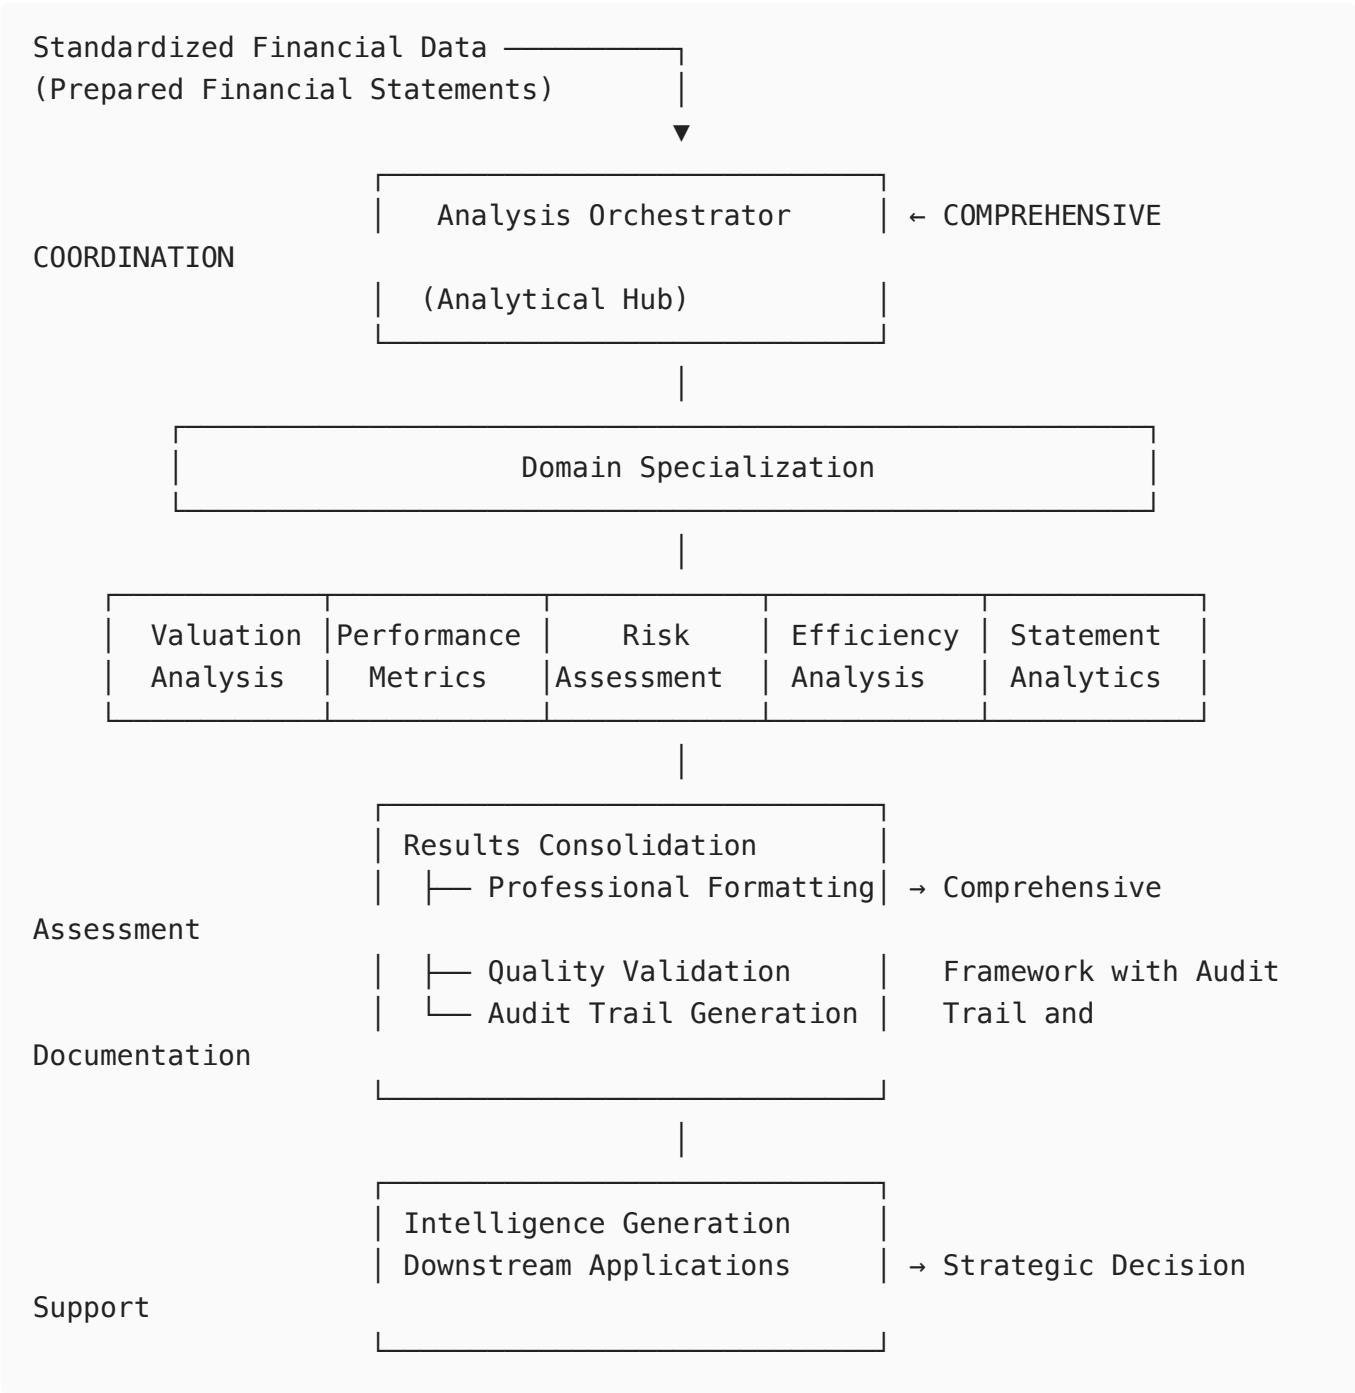 Standardized Financial Data
(Prepared Financial Statements)
▼
Analysis Orchestrator ← COMPREHENSIVE
COORDINATION
(Analytical Hub)
Domain Specialization
Valuation Performance Risk Efficiency Statement
Analysis Metrics Assessment Analysis Analytics
Results Consolidation
├── Professional Formatting → Comprehensive
Assessment
├── Quality Validation Framework with Audit
└── Audit Trail Generation Trail and
Documentation
Intelligence Generation
Downstream Applications → Strategic Decision
Support